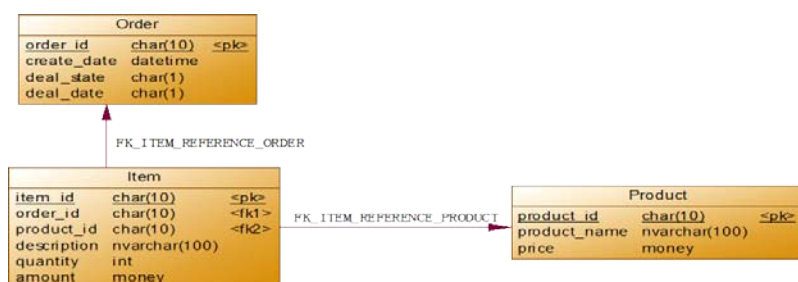 Order
order_id char(10) <pk>
create_date datetime
deal_state char(1)
deal_date char(1)
FK_ITEM_REFERENCE_ORDER
Item
item_id char(10) <pk>
order_id char(10) <fk1>
product_id char(10) <fk2>
description nvarchar(100)
quantity int
amount money
FK_ITEM_REFERENCE_PRODUCT
Product
product_id char(10) <pk>
product_name nvarchar(100)
price money